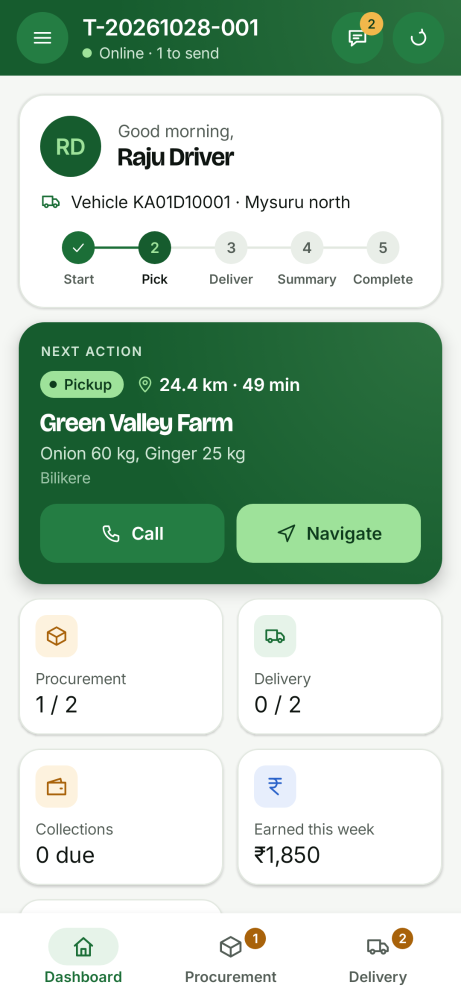 T-20261028-001
Online · 1 to send
2
RD
Good morning,
Raju Driver
Vehicle KA01D10001 · Mysuru north
2 3 4 5
Start Pick Deliver Summary Complete
NEXT ACTION
Pickup 24.4 km · 49 min
Green Valley Farm
Onion 60 kg, Ginger 25 kg
Bilikere
Call Navigate
Procurement
1 / 2
Delivery
0 / 2
Collections
0 due
₹
Earned this week
₹1,850
1 2
Dashboard Procurement Delivery